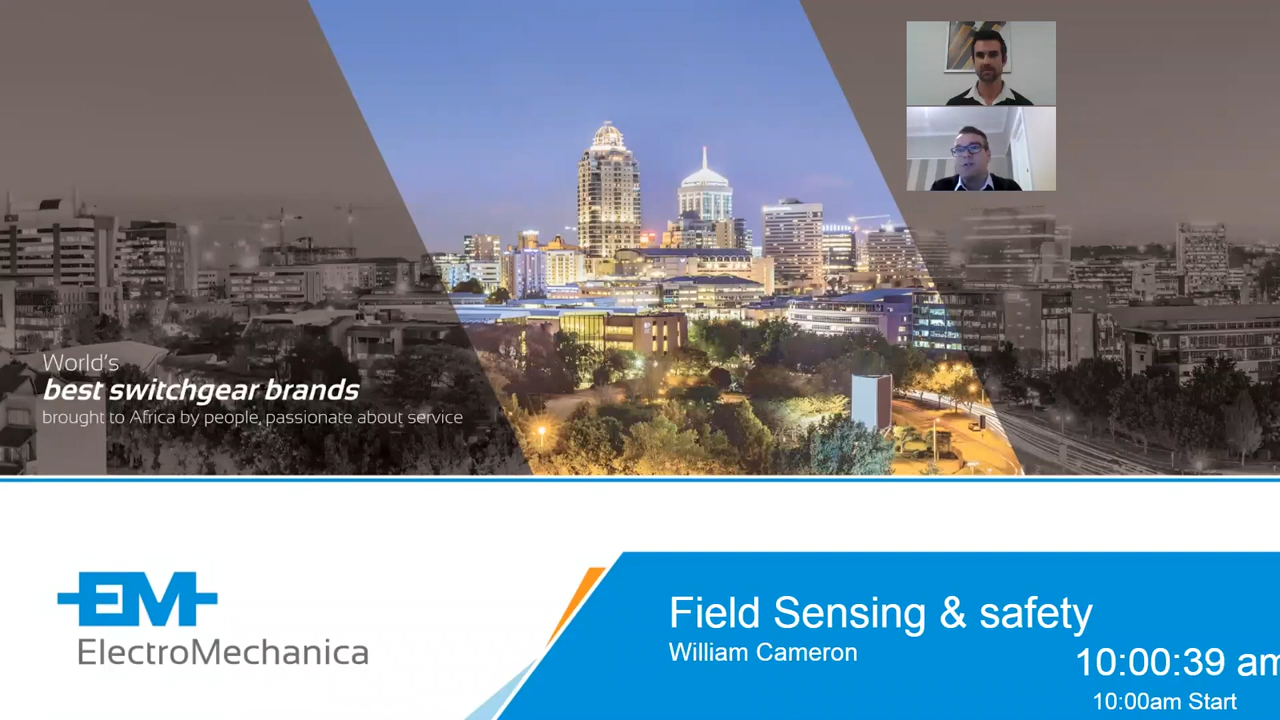 World's
best switchgear brands
brought to Africa by people, passionate about service
EM
ElectroMechanica
Field Sensing & safety
William Cameron
10:00:39 am
10:00am Start